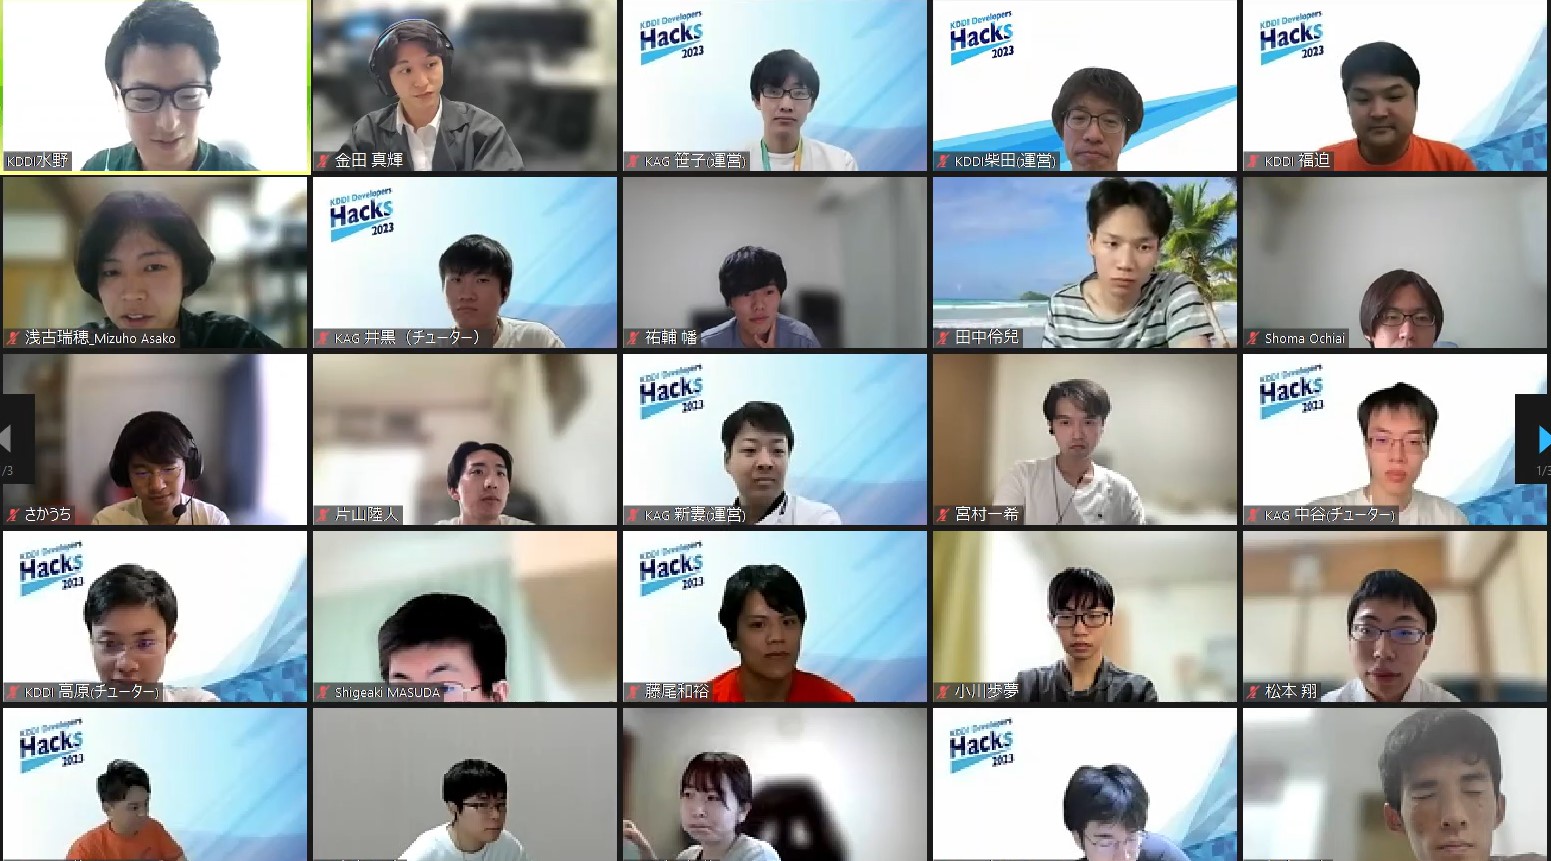 KDDI Developers
Hacks
2023
KDDI Developers
Hacks
2023
KDDI Developers
Hacks
2023
KDDI水野
金田 真輝
KAG 笹子(運営)
KDDI柴田(運営)
KDDI 福迫
KDDI Developers
Hacks
2023
浅古瑞穂_Mizuho Asako
KAG 井黒（チューター）
祐輔 幡
田中伶兒
Shoma Ochiai
KDDI Developers
Hacks
2023
KDDI Developers
Hacks
2023
/3
1/3
さかうち
片山陸人
KAG 新妻(運営)
宮村一希
KAG 中谷(チューター)
KDDI Developers
Hacks
2023
KDDI Developers
Hacks
2023
KDDI 高原(チューター)
Shigeaki MASUDA
藤尾和裕
小川歩夢
松本 翔
KDDI Developers
Hacks
2023
KDDI Developers
Hacks
2023